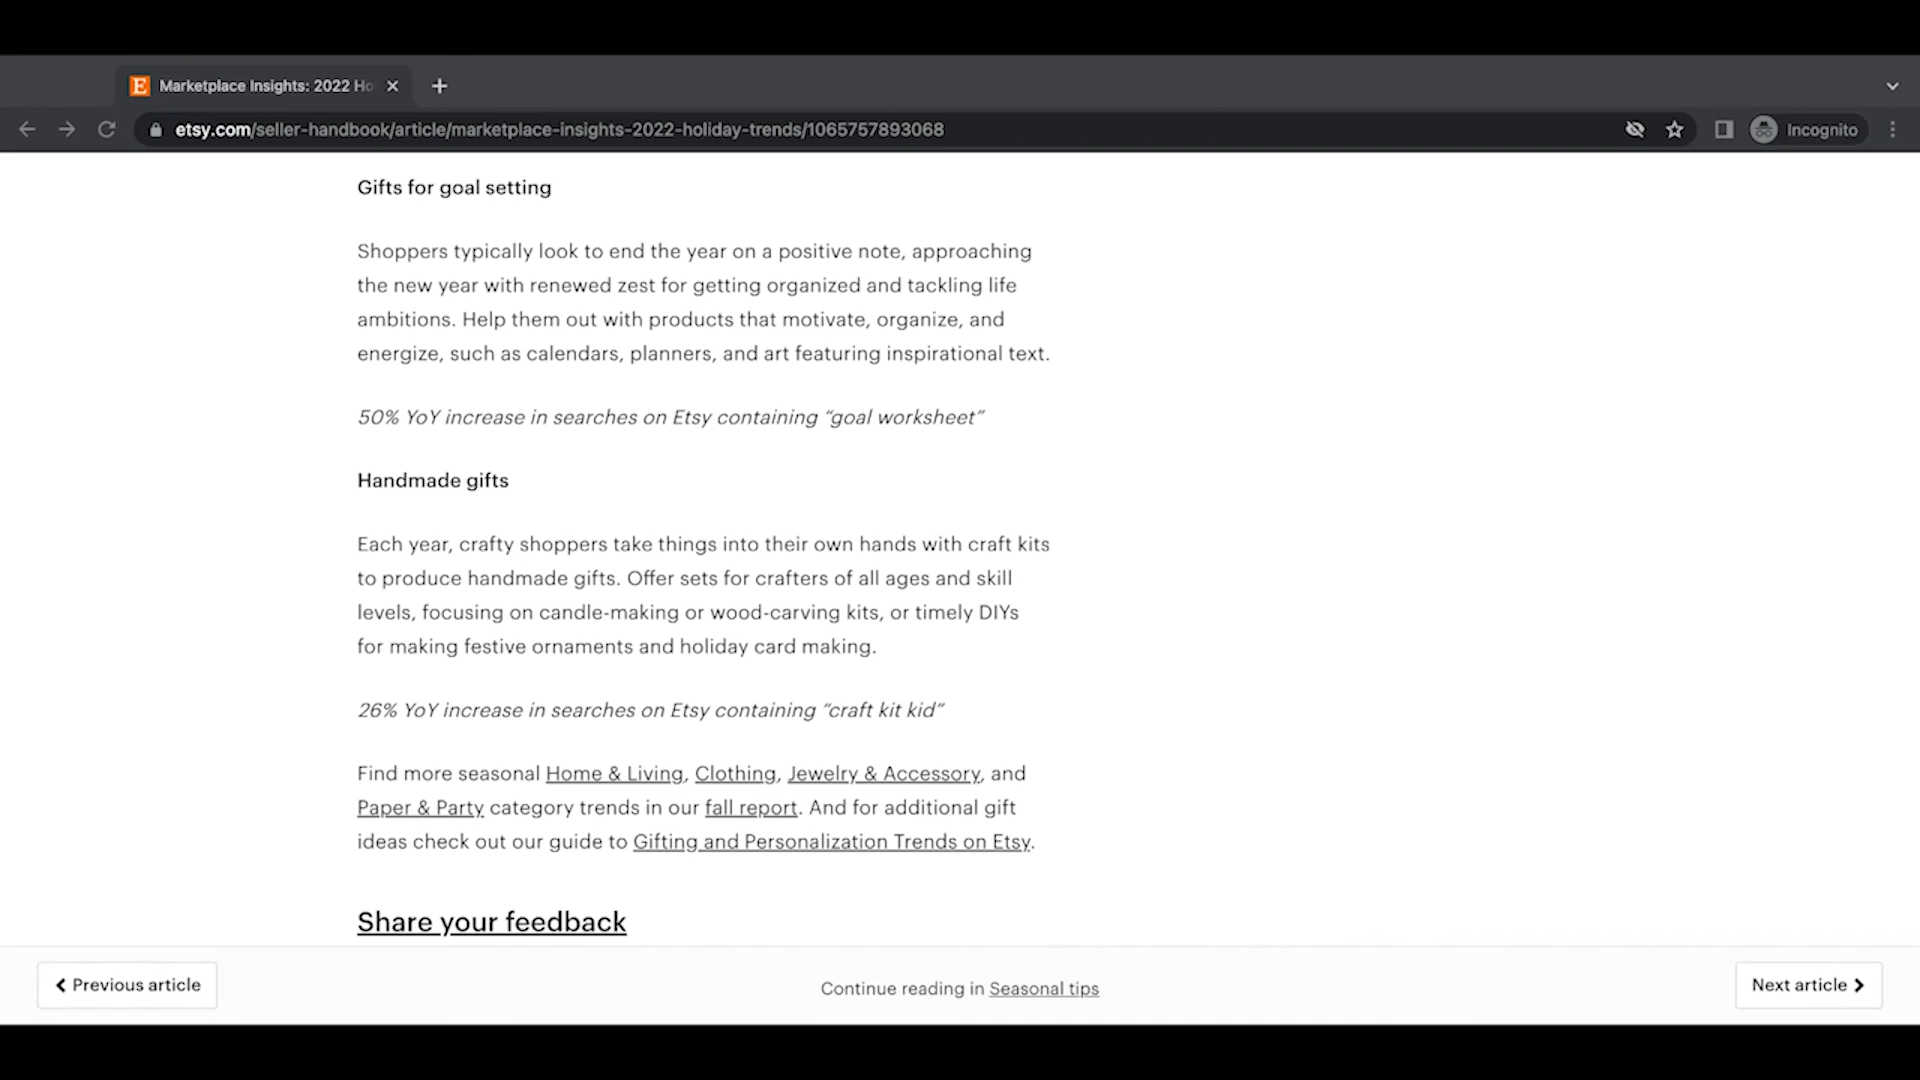 E Marketplace Insights: 2022 Ho
etsy.com/seller-handbook/article/marketplace-insights-2022-holiday-trends/1065757893068
Incognito
Gifts for goal setting
Shoppers typically look to end the year on a positive note, approaching
the new year with renewed zest for getting organized and tackling life
ambitions. Help them out with products that motivate, organize, and
energize, such as calendars, planners, and art featuring inspirational text.
50% YoY increase in searches on Etsy containing “goal worksheet”
Handmade gifts
Each year, crafty shoppers take things into their own hands with craft kits
to produce handmade gifts. Offer sets for crafters of all ages and skill
levels, focusing on candle-making or wood-carving kits, or timely DIYs
for making festive ornaments and holiday card making.
26% YoY increase in searches on Etsy containing “craft kit kid”
Find more seasonal Home & Living, Clothing, Jewelry & Accessory, and
Paper & Party category trends in our fall report. And for additional gift
ideas check out our guide to Gifting and Personalization Trends on Etsy.
Share your feedback
Previous article
Continue reading in Seasonal tips
Next article